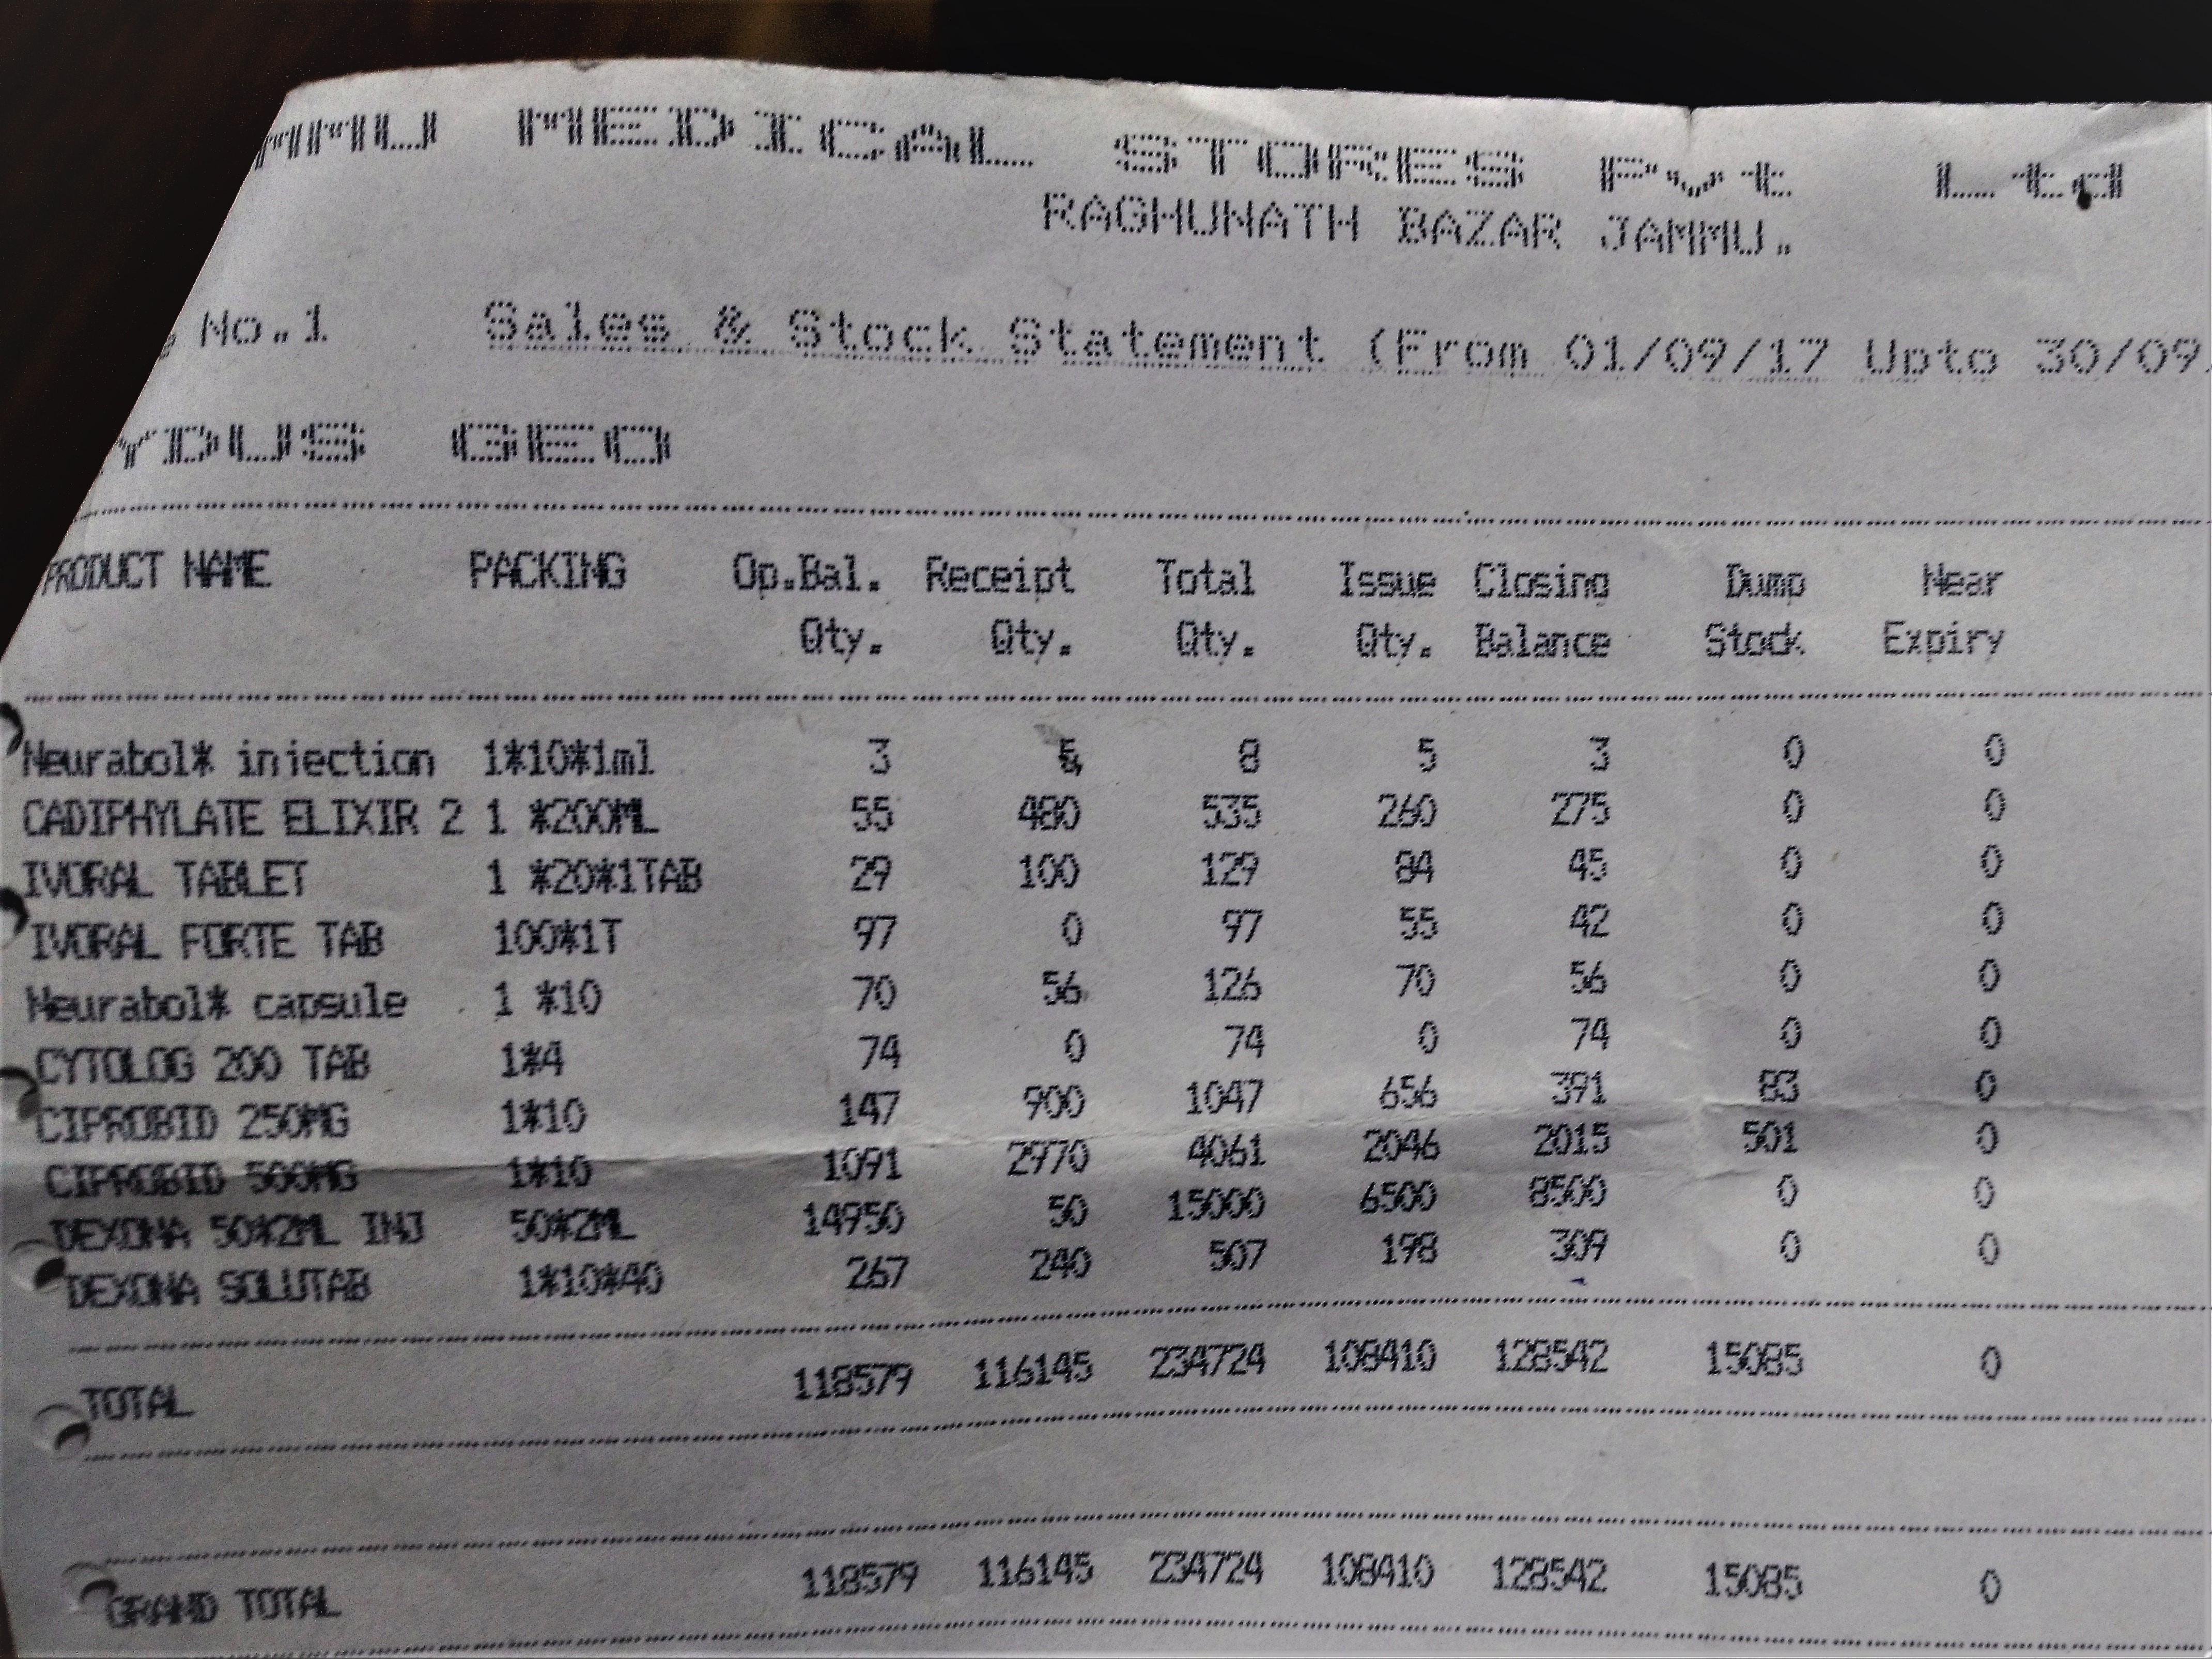 MMU MEDICAL STORES Pvt Ltd
RAGHUNATH BAZAR JAMMU.
e No.1 Sales & Stock Statement (From 01/09/17 Upto 30/09
YDUS GEO
PRODUCT NAME PACKING Op.Bal. Receipt Total Issue Closing Dump Near
Qty. Qty. Qty. Qty. Balance Stock Expiry
Neurabol* injection 1*10*1ml 3 5 8 5 3 0 0
CADIPHYLATE ELIXIR 2 1 *200ML 55 480 535 260 275 0 0
IVORAL TABLET 1 *20*1TAB 29 100 129 84 45 0 0
IVORAL FORTE TAB 100*1T 97 0 97 55 42 0 0
Neurabol* capsule 1 *10 70 56 126 70 56 0 0
CYTOLOG 200 TAB 1*4 74 0 74 0 74 0 0
CIPROBID 250MG 1*10 147 900 1047 656 391 83 0
CIPROBID 500MG 1*10 1091 2970 4061 2046 2015 501 0
DEXONA 50*2ML INJ 50*2ML 14950 50 15000 6500 8500 0 0
DEXONA SOLUTAB 1*10*40 267 240 507 198 309 0 0
TOTAL 118579 116145 234724 108410 128542 15085 0
GRAND TOTAL 118579 116145 234724 108410 128542 15085 0